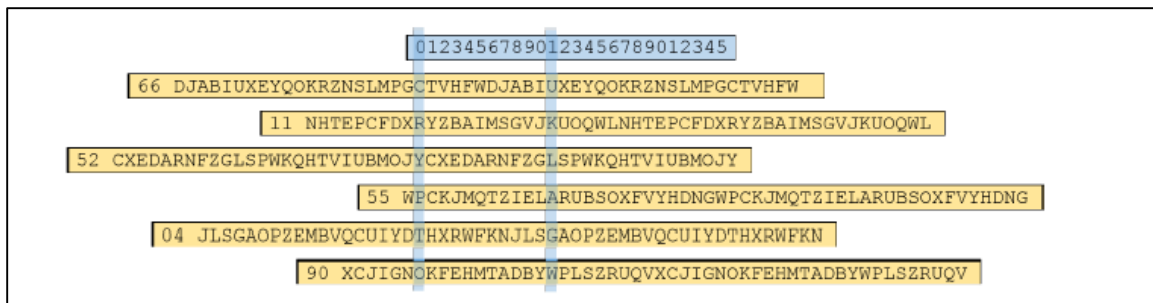 01234567890123456789012345
66 DJABIUXEYQOKRZNSLMPGCTVHFWDJABIUXEYQOKRZNSLMPGCTVHFW
11 NHTEPCFDXRYZBAIMSGVJKUOQWLNHTEPCFDXRYZBAIMSGVJKUOQWL
52 CXEDARNFZGLSPWKQHTVIUBMOJYCXEDARNFZGLSPWKQHTVIUBMOJY
55 WPCKJMQTZIELARUBSOXFVYHDNGWPCKJMQTZIELARUBSOXFVYHDNG
04 JLSGAOPZEMBVQCUIYDTHXRWFKNJLSGAOPZEMBVQCUIYDTHXRWFKN
90 XCJIGNOKFEHMTADBYWPLSZRUQVXCJIGNOKFEHMTADBYWPLSZRUQV